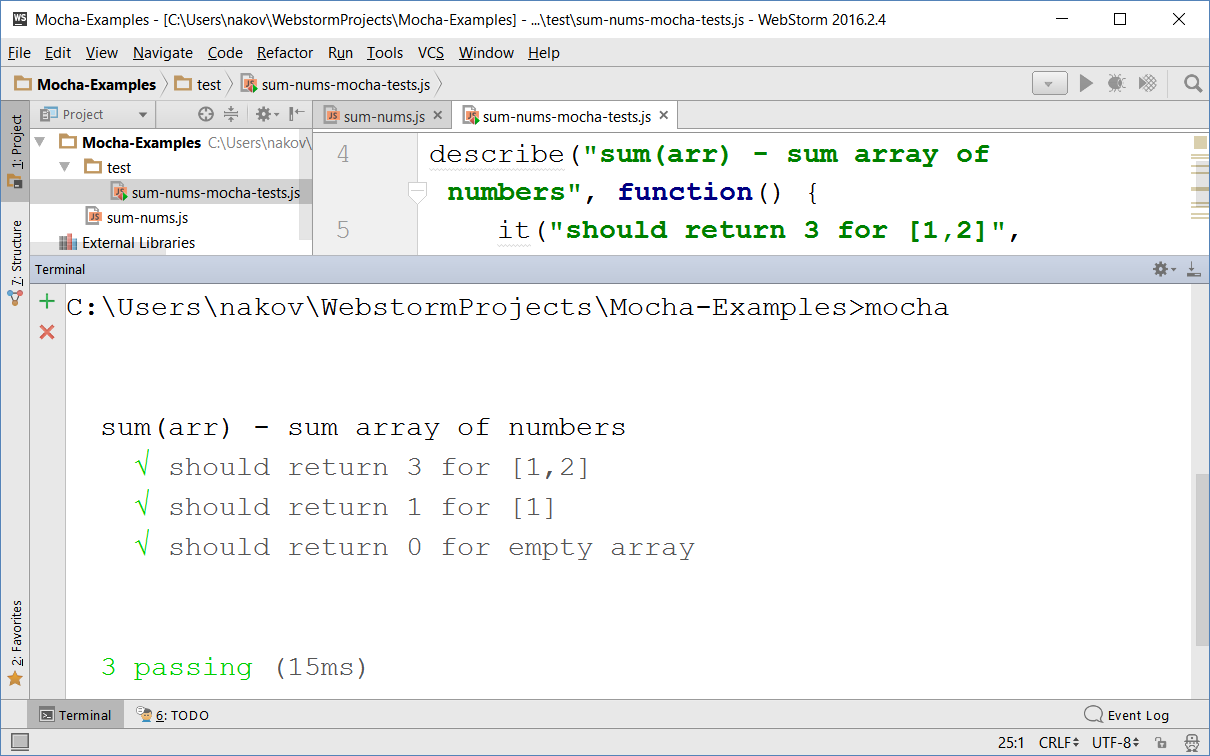 WS Mocha-Examples - [C:\Users\nakov\WebstormProjects\Mocha-Examples] - ...\test\sum-nums-mocha-tests.js - WebStorm 2016.2.4
File Edit View Navigate Code Refactor Run Tools VCS Window Help
Mocha-Examples test sum-nums-mocha-tests.js
1: Project
7: Structure
2: Favorites
Project
Mocha-Examples C:\Users\nakov\
test
sum-nums-mocha-tests.js
sum-nums.js
External Libraries
sum-nums.js sum-nums-mocha-tests.js
4 describe("sum(arr) - sum array of
numbers", function() {
5 it("should return 3 for [1,2]",
Terminal
C:\Users\nakov\WebstormProjects\Mocha-Examples>mocha
sum(arr) - sum array of numbers
√ should return 3 for [1,2]
√ should return 1 for [1]
√ should return 0 for empty array
3 passing (15ms)
Terminal 6: TODO Event Log
25:1 CRLF UTF-8